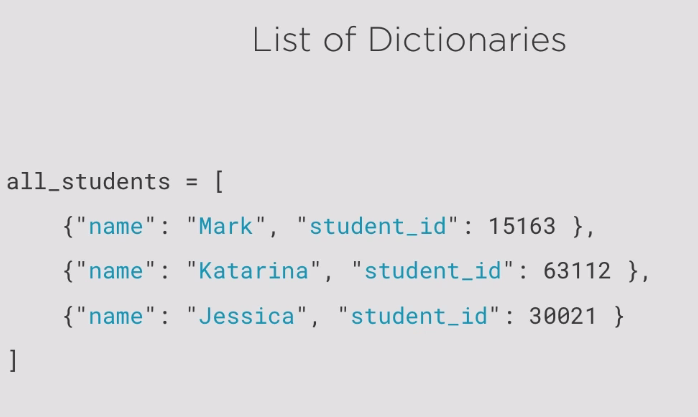 List of Dictionaries
all_students = [
    {"name": "Mark", "student_id": 15163 },
    {"name": "Katarina", "student_id": 63112 },
    {"name": "Jessica", "student_id": 30021 }
]